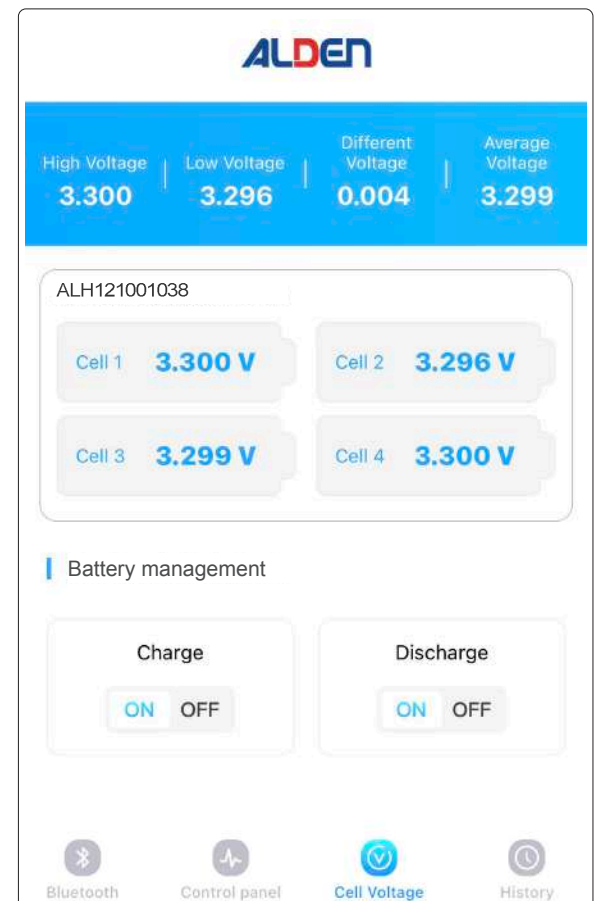 ALDEN
High Voltage
3.300
Low Voltage
3.296
Different
Voltage
0.004
Average
Voltage
3.299
ALH121001038
Cell 1 3.300 V
Cell 2 3.296 V
Cell 3 3.299 V
Cell 4 3.300 V
Battery management
Charge
ON OFF
Discharge
ON OFF
Bluetooth
Control panel
Cell Voltage
History